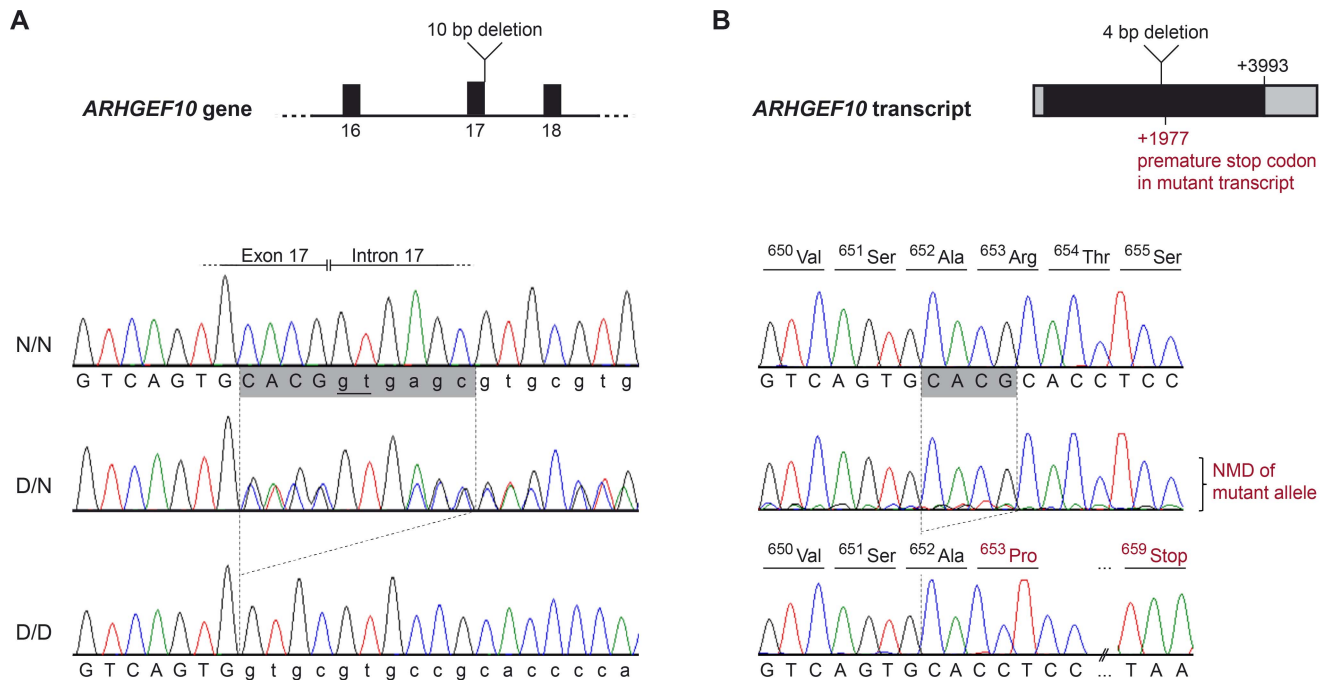 A
10 bp deletion
ARHGEF10 gene
16 17 18
Exon 17 Intron 17
N/N
G T C A G T G C A C G g t g a g c g t g c g t g
D/N
D/D
G T C A G T G g t g c g t g c c g c a c c c c a
B
4 bp deletion
+3993
ARHGEF10 transcript
+1977
premature stop codon
in mutant transcript
650 Val 651 Ser 652 Ala 653 Arg 654 Thr 655 Ser
G T C A G T G C A C G C A C C T C C
NMD of
mutant allele
650 Val 651 Ser 652 Ala 653 Pro ... 659 Stop
G T C A G T G C A C C T C C // ... T A A